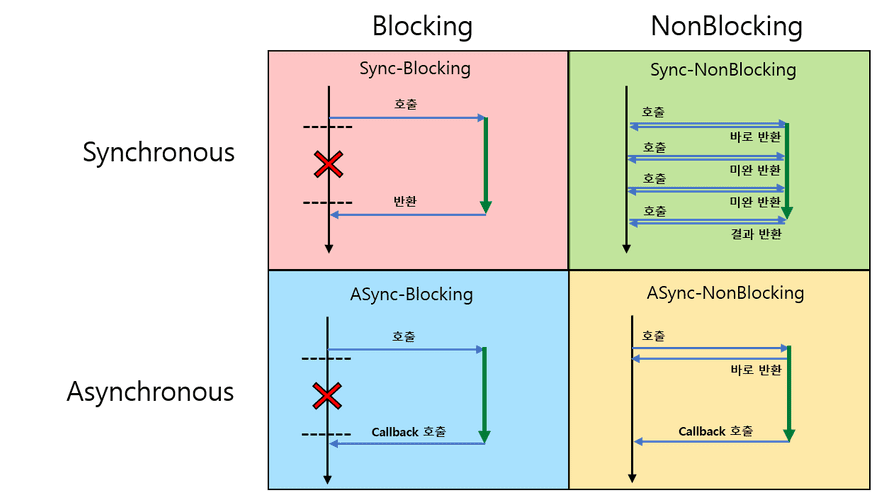 Blocking
NonBlocking
Synchronous
Sync-Blocking
호출
반환
Sync-NonBlocking
호출
바로 반환
호출
미완 반환
호출
미완 반환
호출
결과 반환
Asynchronous
ASync-Blocking
호출
Callback 호출
ASync-NonBlocking
호출
바로 반환
Callback 호출